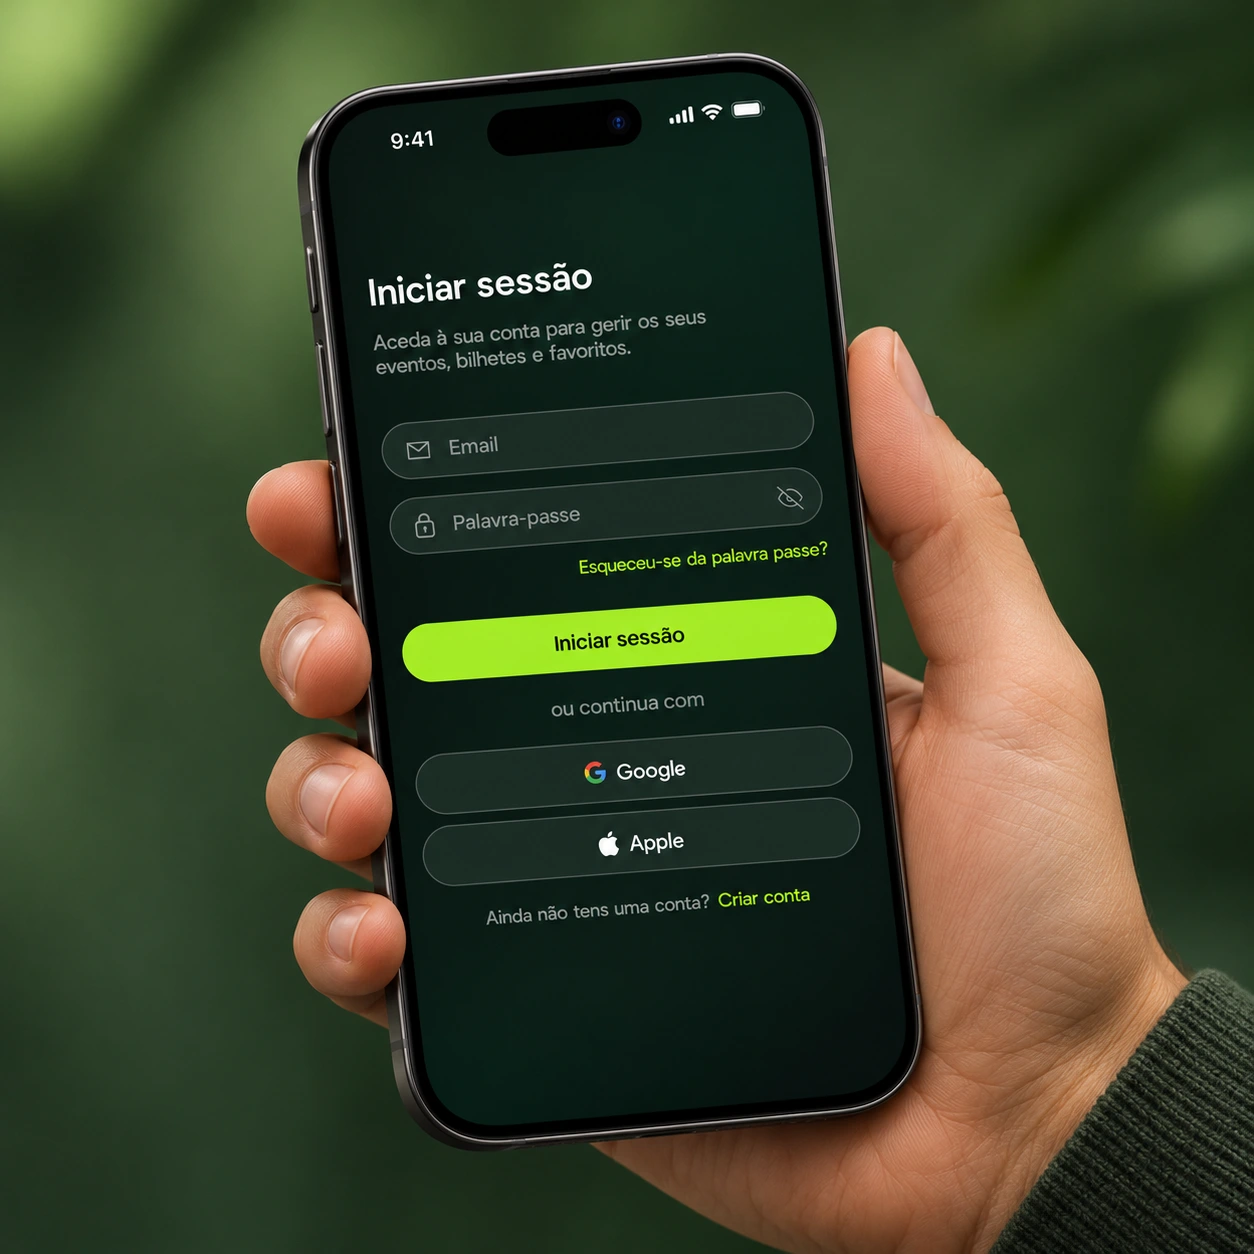 9:41
Iniciar sessão
Aceda à sua conta para gerir os seus
eventos, bilhetes e favoritos.
Email
Palavra-passe
Esqueceu-se da palavra passe?
Iniciar sessão
ou continua com
Google
Apple
Ainda não tens uma conta? Criar conta